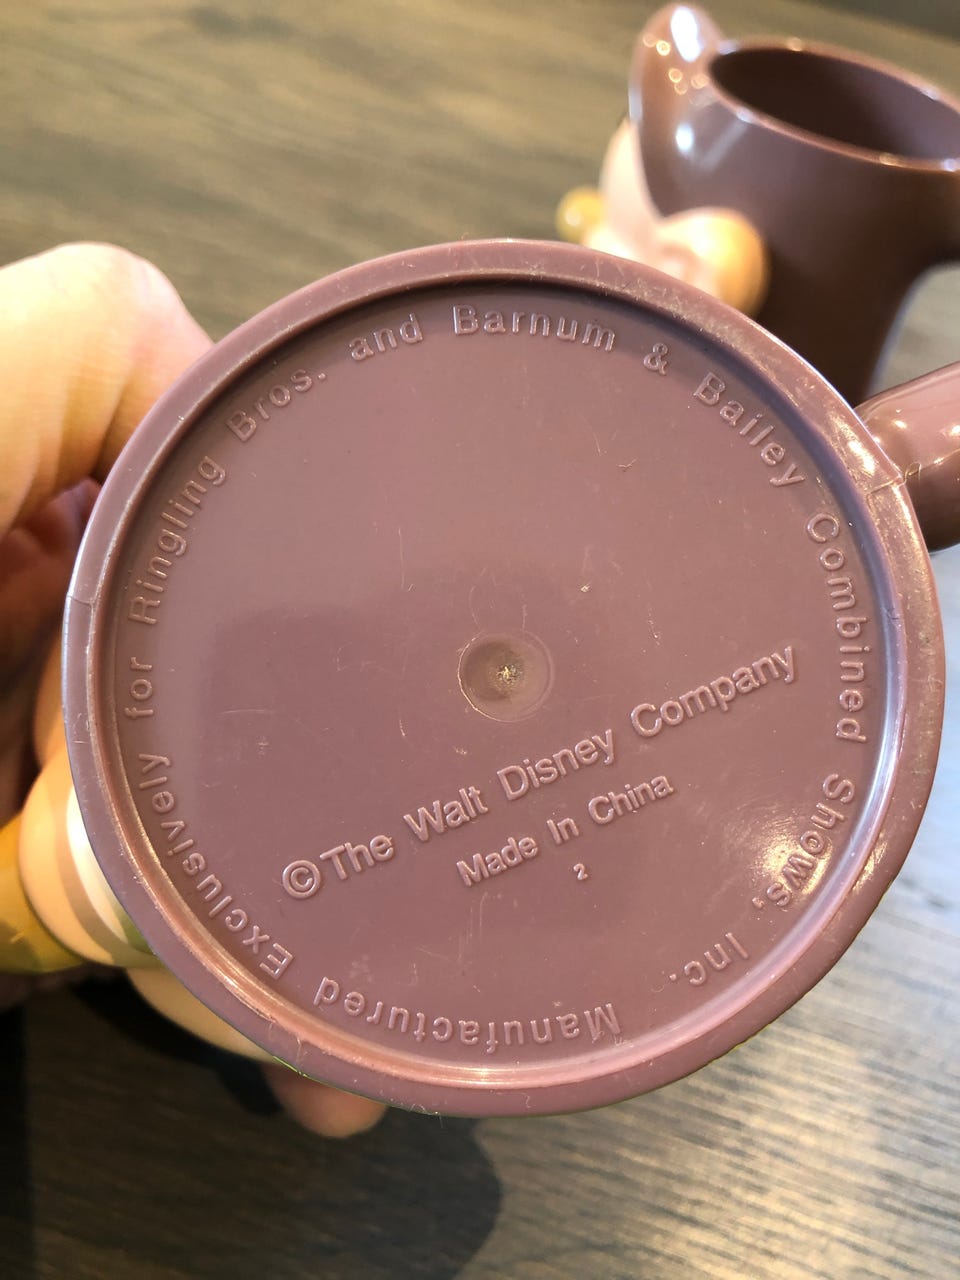 Manufactured Exclusively for Ringling Bros. and Barnum & Bailey Combined Shows, Inc.
©The Walt Disney Company
Made In China
2